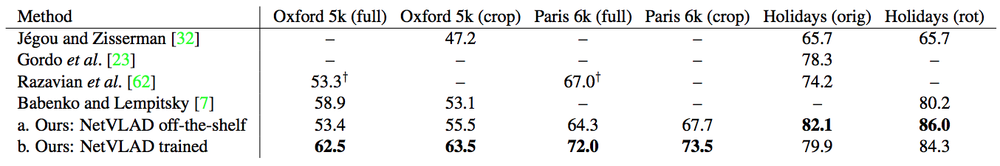 Method Oxford 5k (full) Oxford 5k (crop) Paris 6k (full) Paris 6k (crop) Holidays (orig) Holidays (rot)
Jégou and Zisserman [32] – 47.2 – – 65.7 65.7
Gordo et al. [23] – – – – 78.3 –
Razavian et al. [62] 53.3† – 67.0† – 74.2 –
Babenko and Lempitsky [7] 58.9 53.1 – – – 80.2
a. Ours: NetVLAD off-the-shelf 53.4 55.5 64.3 67.7 82.1 86.0
b. Ours: NetVLAD trained 62.5 63.5 72.0 73.5 79.9 84.3